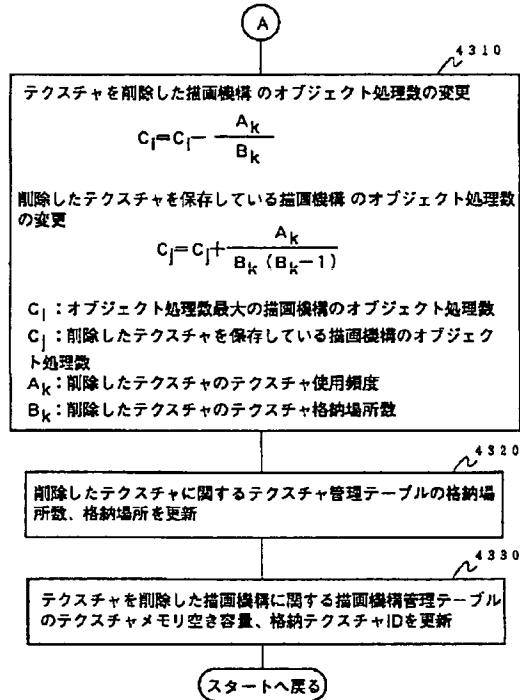 A
4310
テクスチャを削除した描画機構 のオブジェクト処理数の変更
Ci=Ci− Ak
Bk
削除したテクスチャを保存している描画機構 のオブジェクト処理数
の変更
Cj=Cj+ Ak
Bk (Bk−1)
Ci：オブジェクト処理数最大の描画機構のオブジェクト処理数
Cj：削除したテクスチャを保存している描画機構のオブジェク
ト処理数
Ak：削除したテクスチャのテクスチャ使用頻度
Bk：削除したテクスチャのテクスチャ格納場所数
4320
削除したテクスチャに関するテクスチャ管理テーブルの格納場
所数、格納場所を更新
4330
テクスチャを削除した描画機構に関する描画機構管理テーブル
のテクスチャメモリ空き容量、格納テクスチャIDを更新
スタートへ戻る